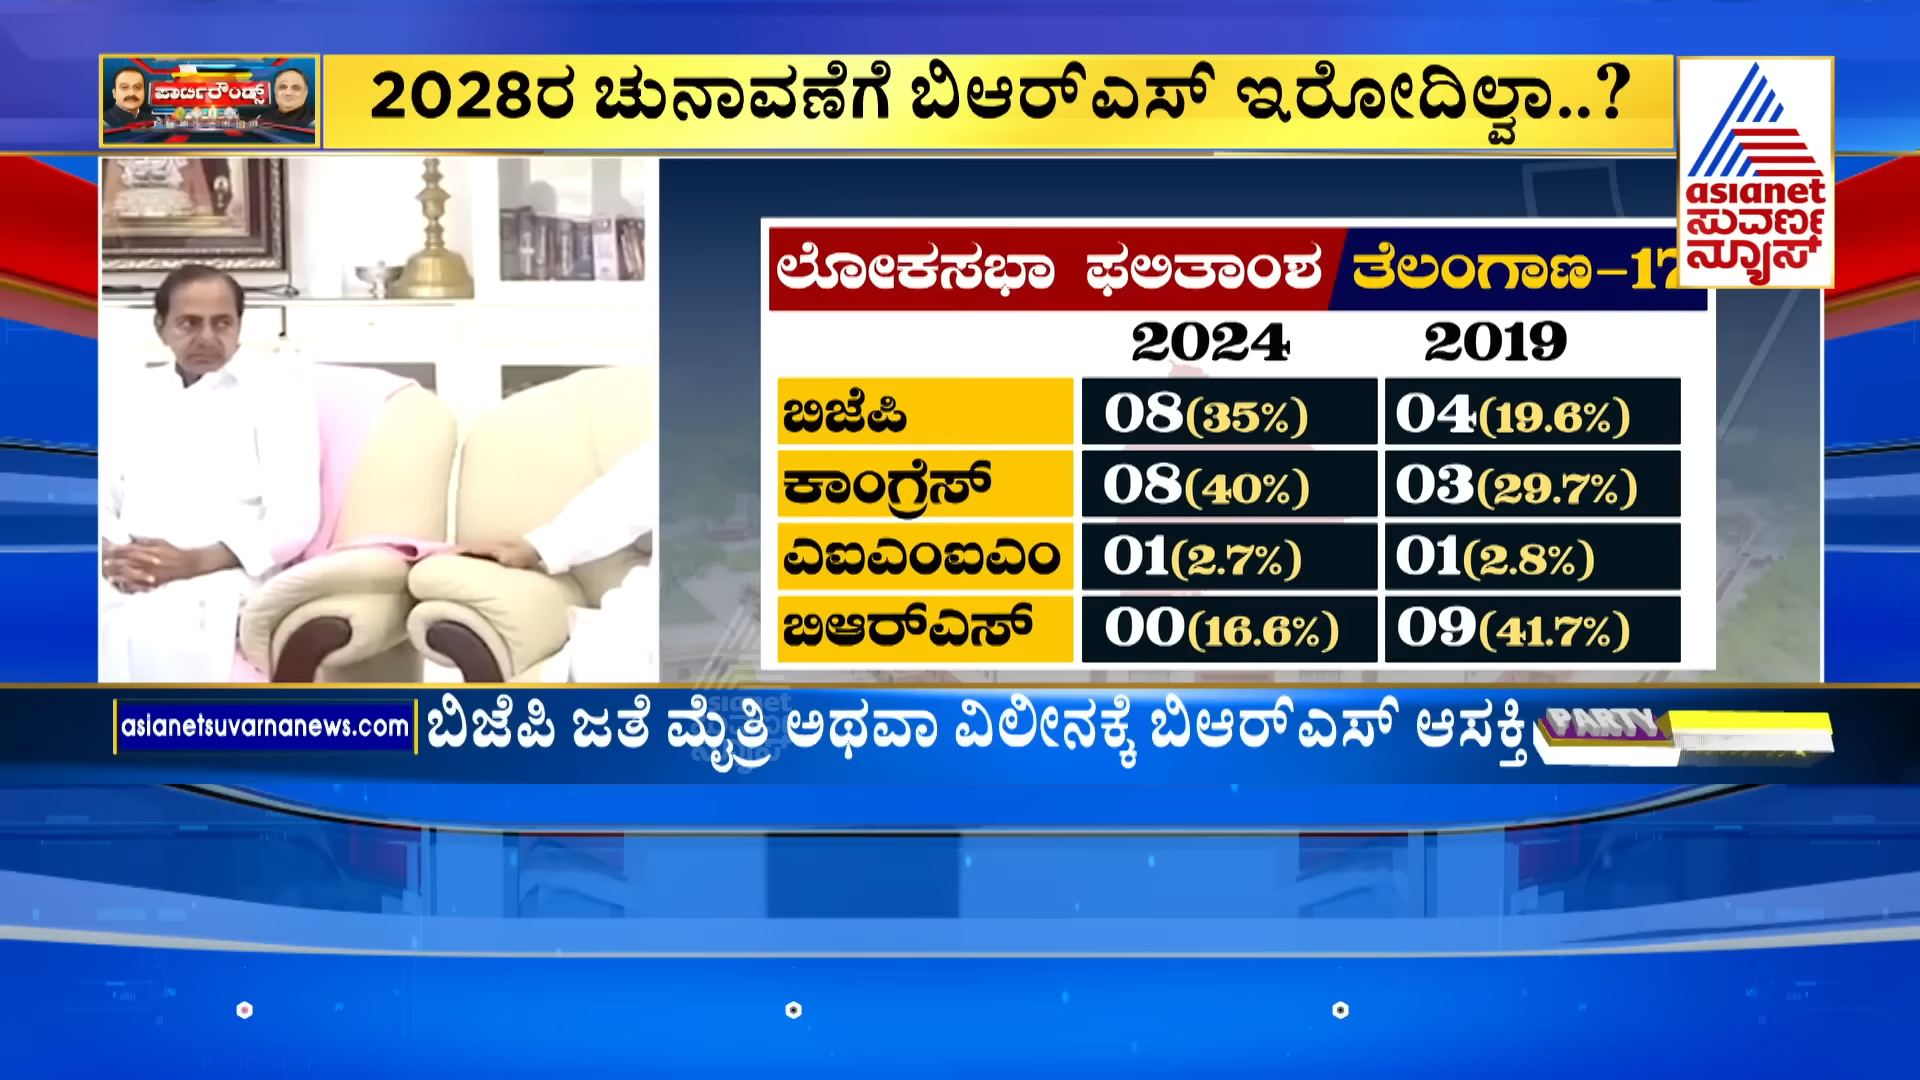 ಪಾರ್ಟಿರೌಂಡ್ಸ್
2028ರ ಚುನಾವಣೆಗೆ ಬಿಆರ್‌ಎಸ್ ಇರೋದಿಲ್ವಾ..?
asianet
ಸುವರ್ಣ
ನ್ಯೂಸ್
ಲೋಕಸಭಾ ಫಲಿತಾಂಶ ತೆಲಂಗಾಣ-17
2024 2019
ಬಿಜೆಪಿ 08(35%) 04(19.6%)
ಕಾಂಗ್ರೆಸ್ 08(40%) 03(29.7%)
ಎಐಎಂಐಎಂ 01(2.7%) 01(2.8%)
ಬಿಆರ್‌ಎಸ್ 00(16.6%) 09(41.7%)
asianetsuvarnanews.com ಬಿಜೆಪಿ ಜತೆ ಮೈತ್ರಿ ಅಥವಾ ವಿಲೀನಕ್ಕೆ ಬಿಆರ್‌ಎಸ್ ಆಸಕ್ತಿ PARTY